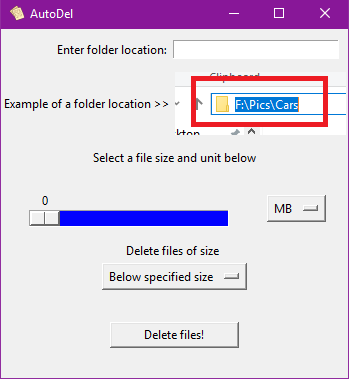 AutoDel
Enter folder location:
Clipboard
Example of a folder location >>
F:\Pics\Cars
ktop
Select a file size and unit below
0
MB
Delete files of size
Below specified size
Delete files!